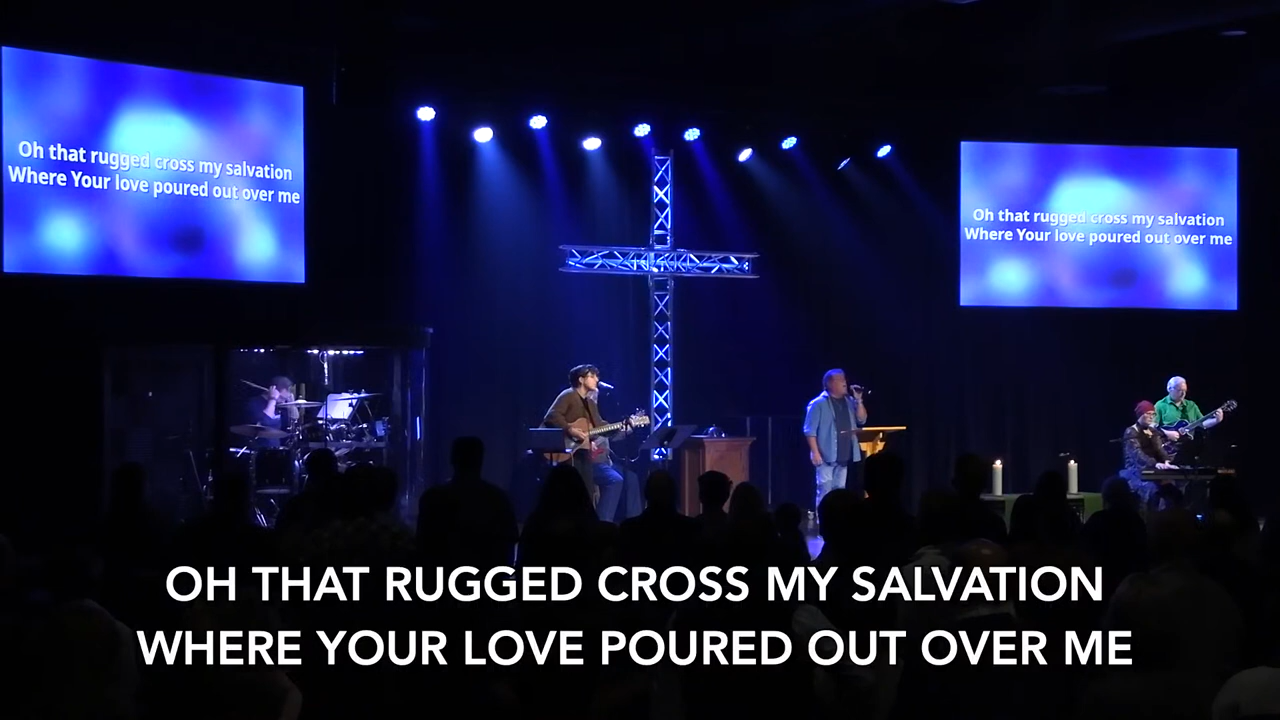 Oh that rugged cross my salvation
Where Your love poured out over me
Oh that rugged cross my salvation
Where Your love poured out over me
OH THAT RUGGED CROSS MY SALVATION
WHERE YOUR LOVE POURED OUT OVER ME